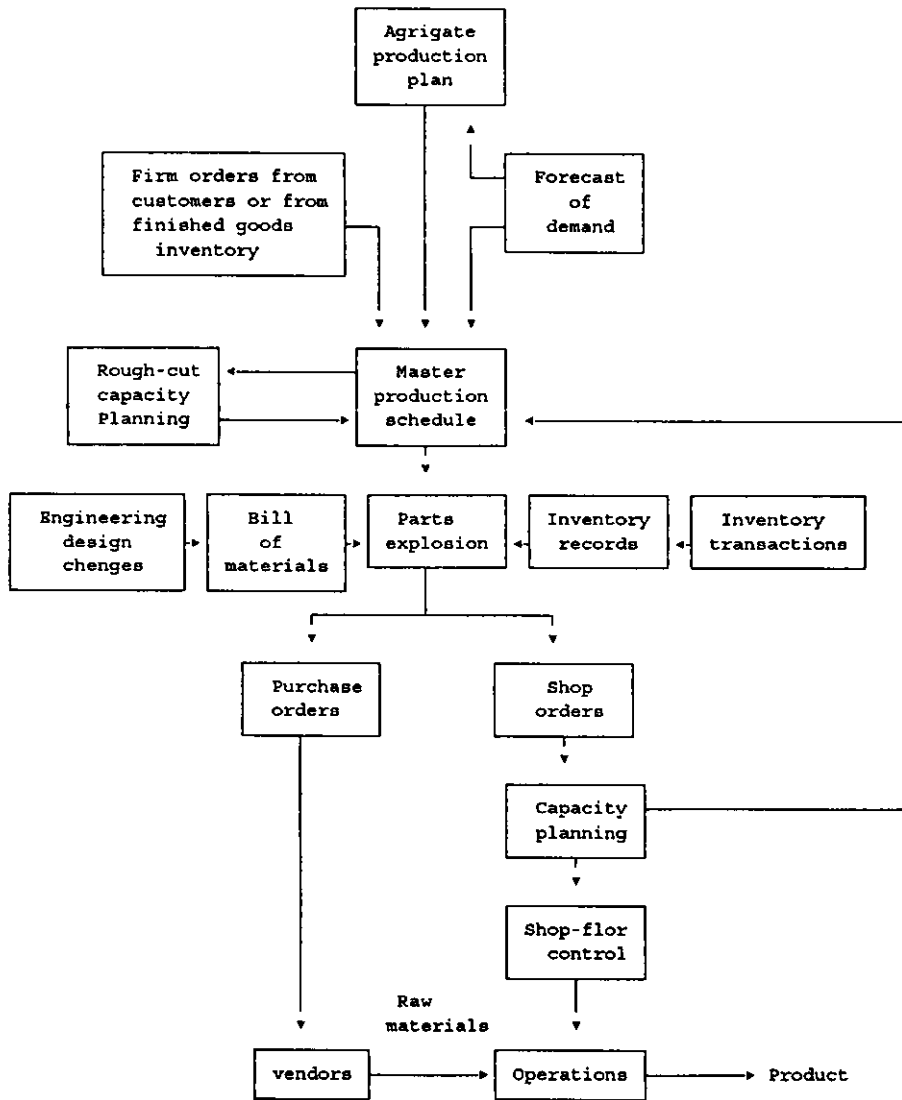 Agrigate
production
plan
Firm orders from
customers or from
finished goods
inventory
Forecast
of
demand
Rough-cut
capacity
Planning
Master
production
schedule
Engineering
design
chenges
Bill
of
materials
Parts
explosion
Inventory
records
Inventory
transactions
Purchase
orders
Shop
orders
Capacity
planning
Shop-flor
control
Raw
materials
vendors
Operations
Product